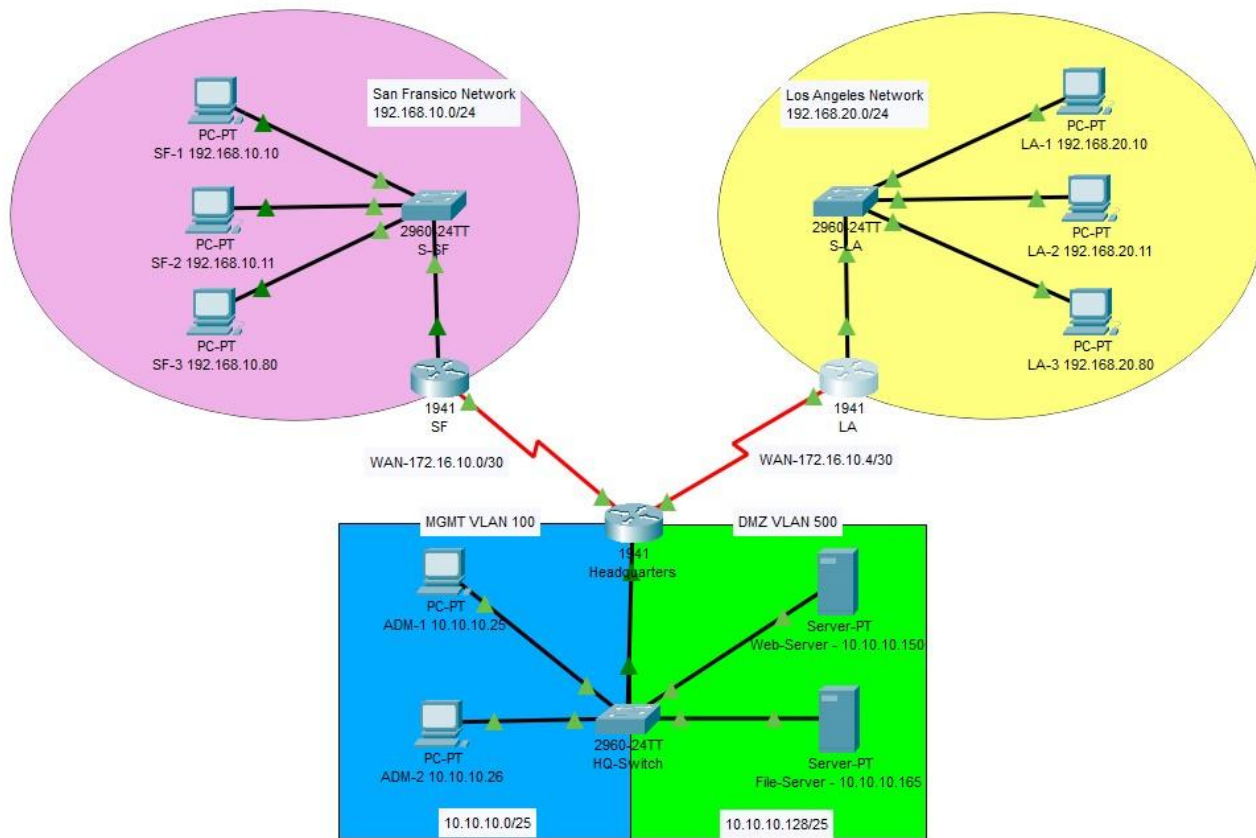 San Fransico Network
192.168.10.0/24
PC-PT
SF-1 192.168.10.10
PC-PT
SF-2 192.168.10.11
PC-PT
SF-3 192.168.10.80
2960-24TT
S-SF
1941
SF
Los Angeles Network
192.168.20.0/24
PC-PT
LA-1 192.168.20.10
PC-PT
LA-2 192.168.20.11
PC-PT
LA-3 192.168.20.80
2960-24TT
S-LA
1941
LA
WAN-172.16.10.0/30
WAN-172.16.10.4/30
MGMT VLAN 100
DMZ VLAN 500
1941
Headquarters
PC-PT
ADM-1 10.10.10.25
Server-PT
Web-Server - 10.10.10.150
PC-PT
ADM-2 10.10.10.26
2960-24TT
HQ-Switch
Server-PT
File-Server - 10.10.10.165
10.10.10.0/25
10.10.10.128/25